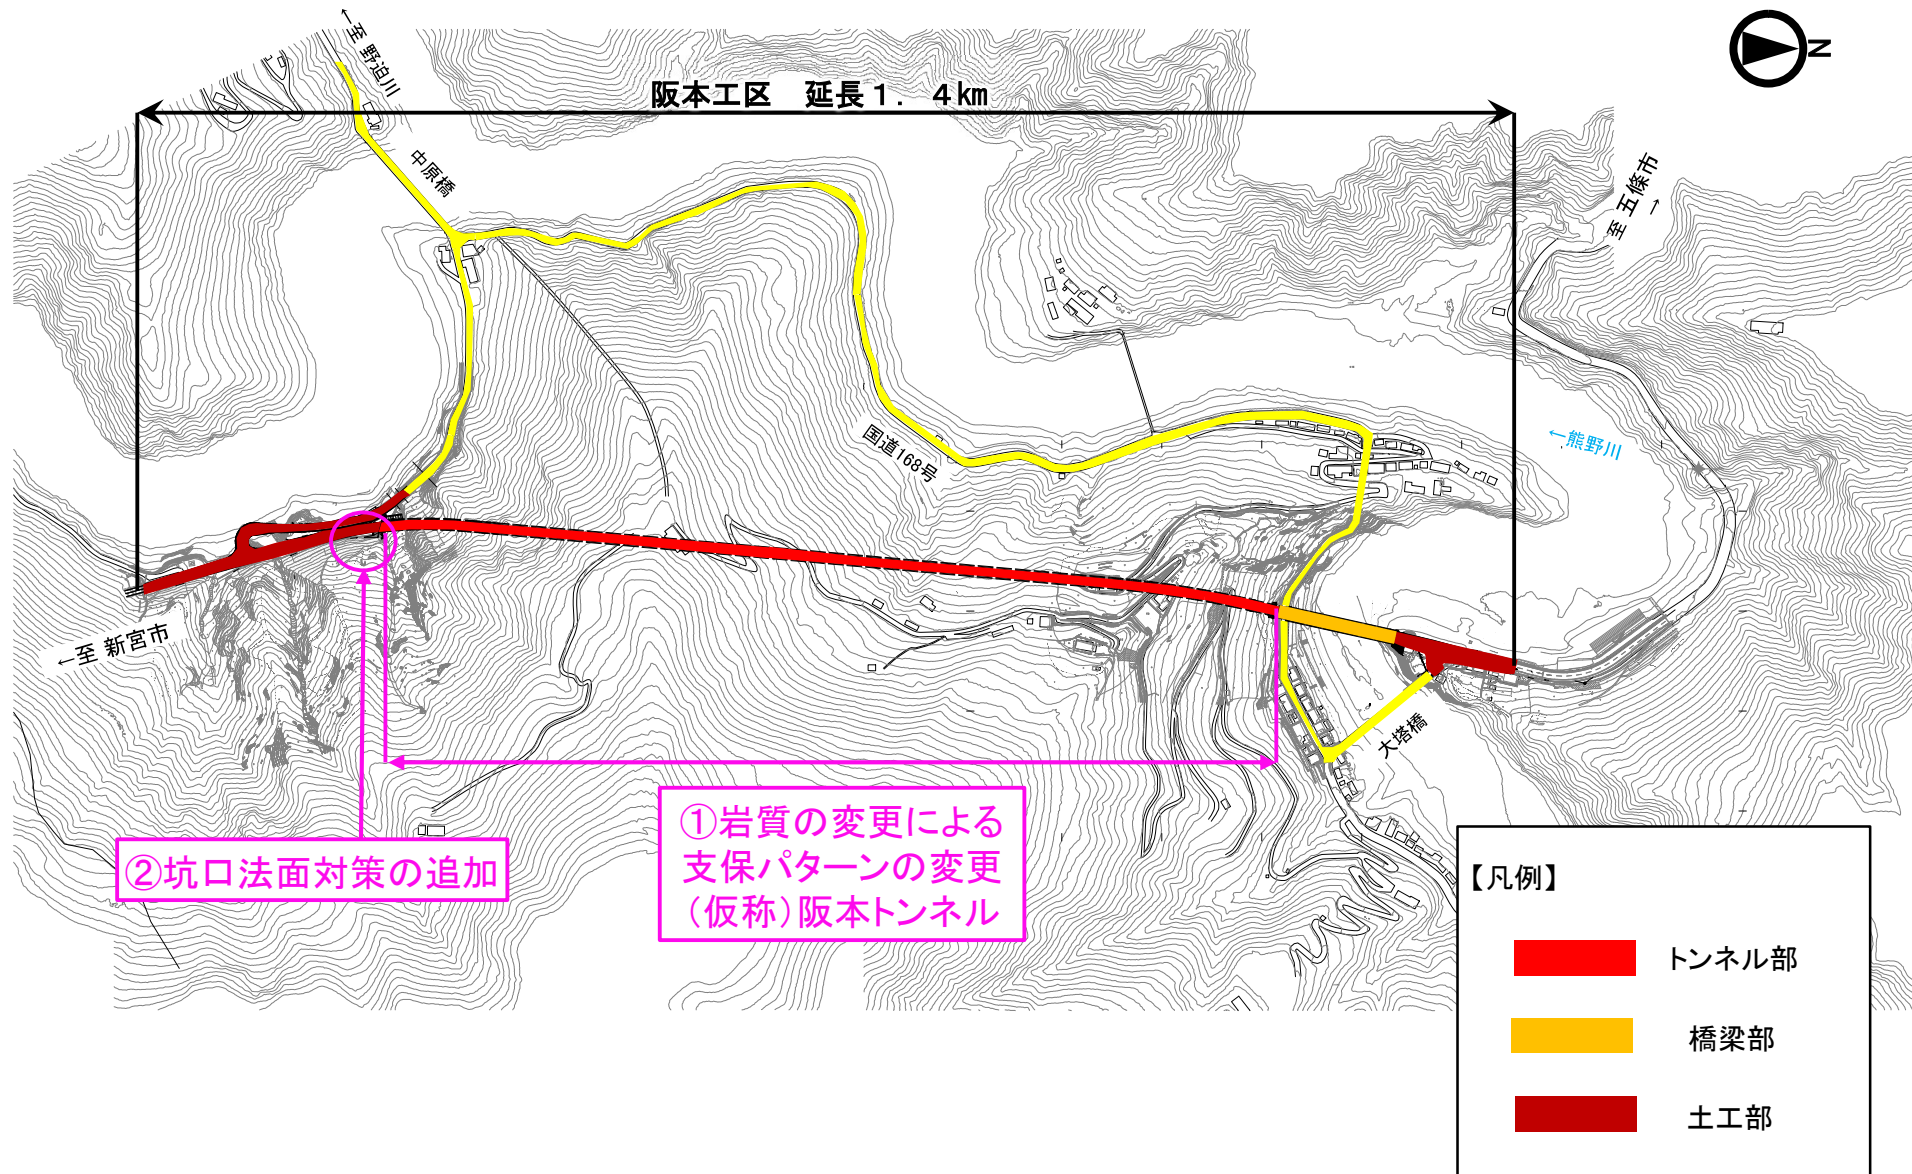 N
←至 野迫川
阪本工区 延長1.4km
中原橋
至 五條市→
国道168号
←熊野川
←至 新宮市
大塔橋
①岩質の変更による
支保パターンの変更
（仮称）阪本トンネル
②坑口法面対策の追加
【凡例】
トンネル部
橋梁部
土工部